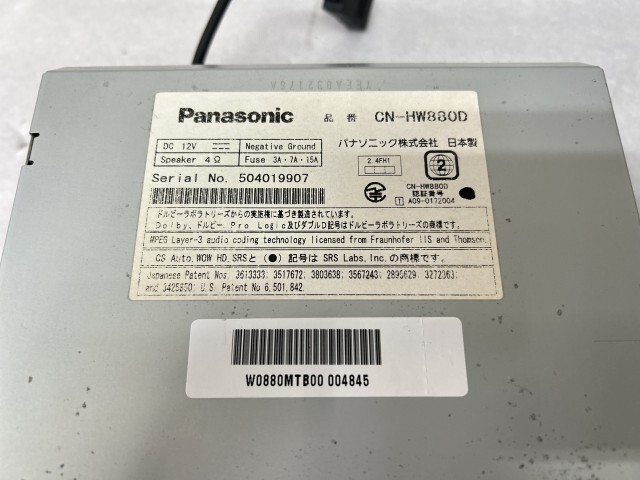 Panasonic 品番 CN-HW880D
DC 12V Negative Ground
パナソニック株式会社 日本製
Speaker 4Ω Fuse 3A・7A・15A
2.4FH1
2
Serial No. 504019907
CN-HW880D
認証番号
T A09-0172004
ドルビーラボラトリーズからの実施権に基づき製造されました。
Dolby、ドルビー、Pro Logic及びダブルD記号はドルビーラボラトリーズの商標です。
MPEG Layer-3 audio coding technology licensed from Fraunhofer IIS and Thomson.
CS Auto, WOW HD, SRSと(●)記号は SRS Labs, Inc. の商標です。
Japanese Patent Nos. 3613333; 3517672; 3803638; 3567243; 2895629; 3272863;
and 3425850; U.S. Patent No 6,501,842.
W0880MTB00 004845